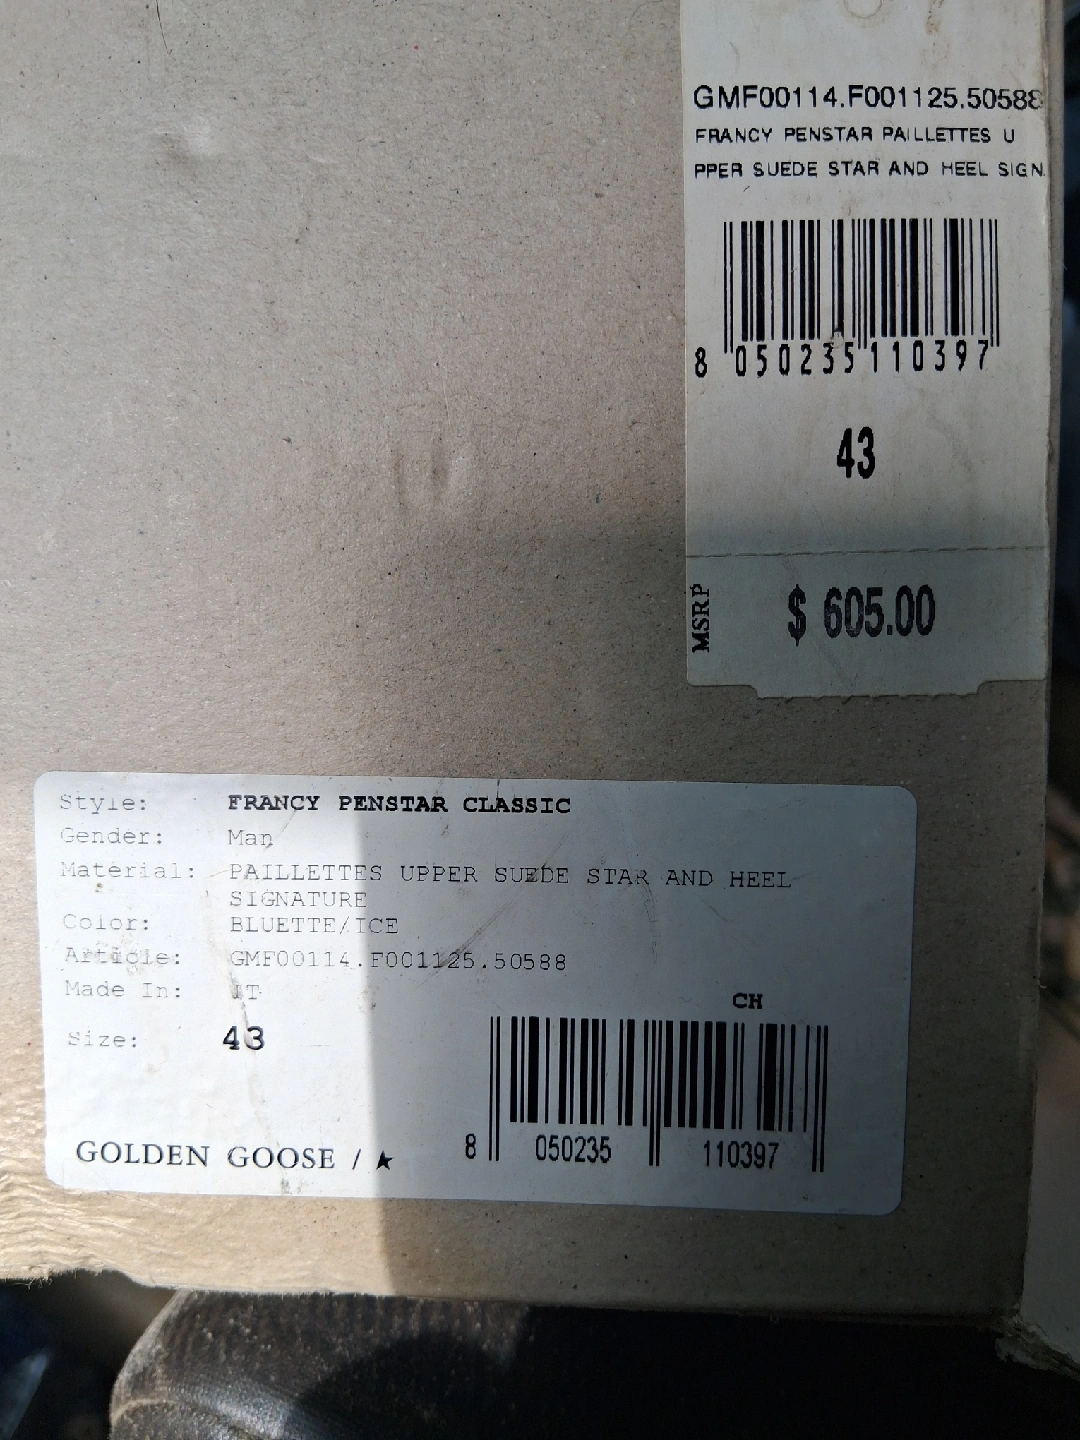 GMF00114.F001125.50588
FRANCY PENSTAR PAILLETTES U
PPER SUEDE STAR AND HEEL SIGN.
8 050235110397
43
MSRP
$ 605.00
Style: FRANCY PENSTAR CLASSIC
Gender: Man
Material: PAILLETTES UPPER SUEDE STAR AND HEEL
SIGNATURE
Color: BLUETTE/ICE
Article: GMF00114.F001125.50588
Made In: IT
CH
Size: 43
8 050235 110397
GOLDEN GOOSE / ★